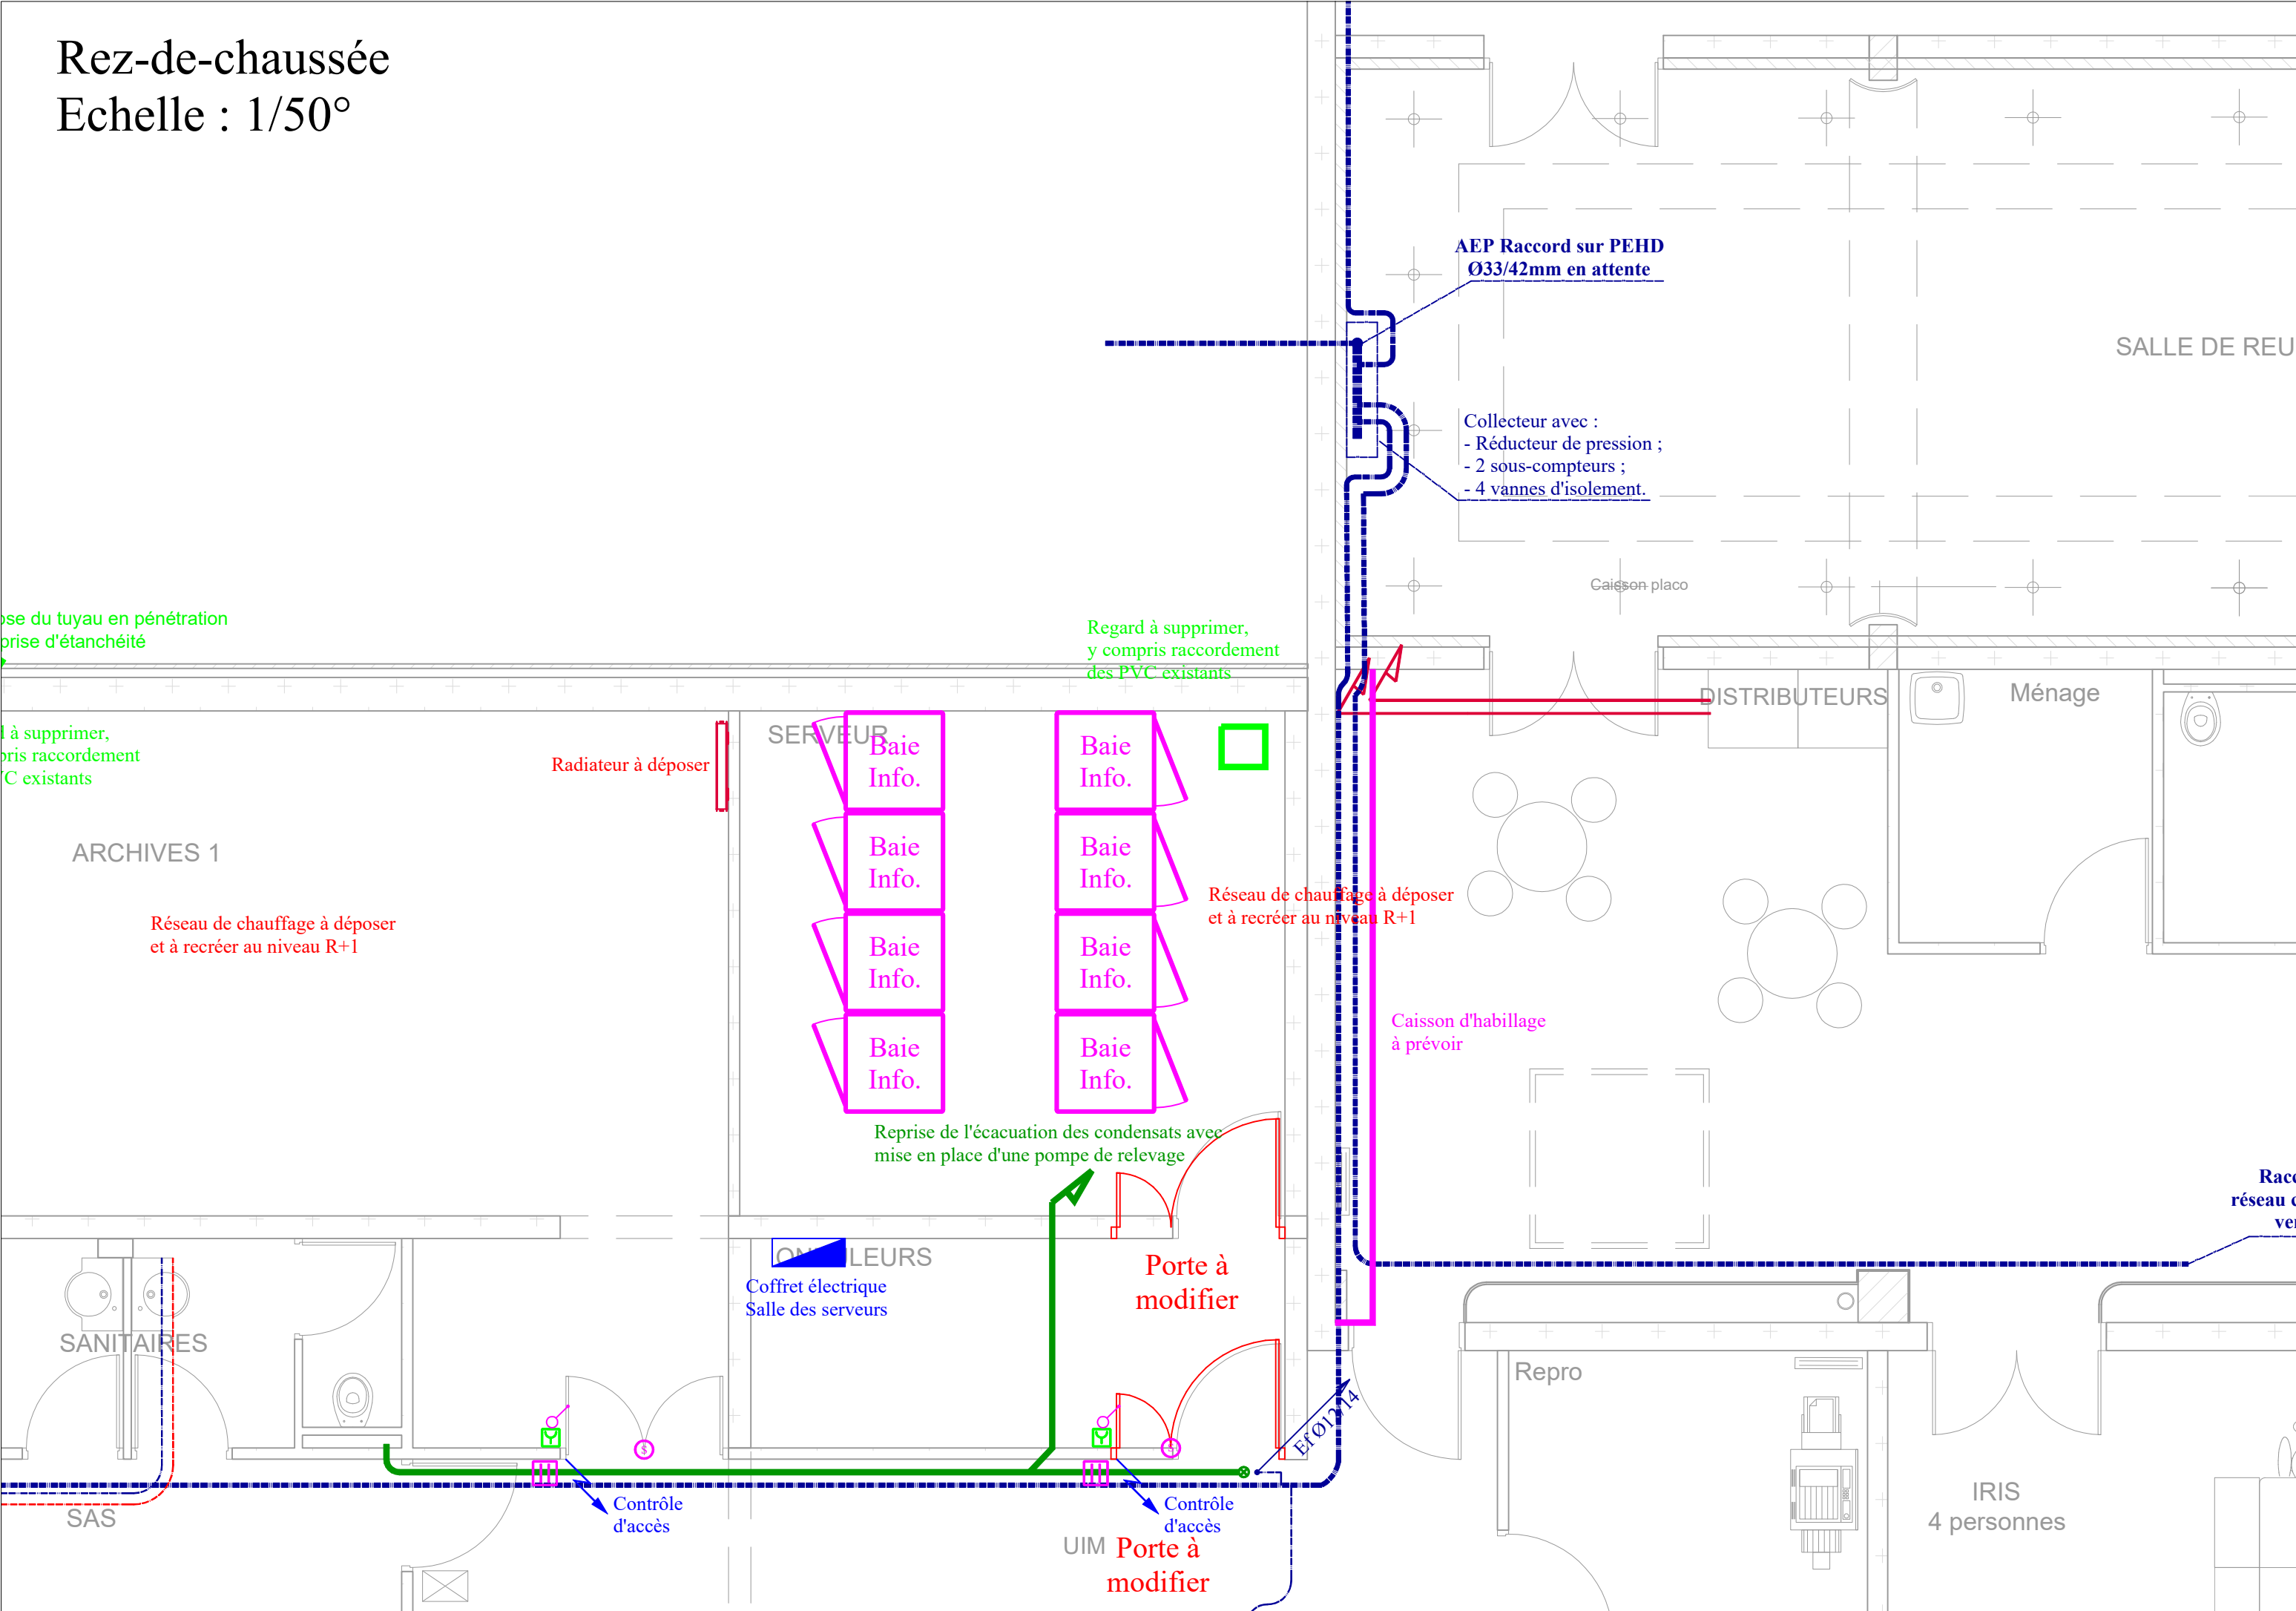 Rez-de-chaussée
Echelle : 1/50°
AEP Raccord sur PEHD
Ø33/42mm en attente
SALLE DE REU
Collecteur avec :
- Réducteur de pression ;
- 2 sous-compteurs ;
- 4 vannes d'isolement.
Caisson placo
ose du tuyau en pénétration
prise d'étanchéité
Regard à supprimer,
y compris raccordement
des PVC existants
DISTRIBUTEURS
Ménage
à supprimer,
pris raccordement
C existants
Radiateur à déposer
SERVEUR
Baie
Info.
Baie
Info.
Baie
Info.
Baie
Info.
Baie
Info.
Baie
Info.
Baie
Info.
Baie
Info.
ARCHIVES 1
Réseau de chauffage à déposer
et à recréer au niveau R+1
Réseau de chauffage à déposer
et à recréer au niveau R+1
Caisson d'habillage
à prévoir
Reprise de l'écacuation des condensats avec
mise en place d'une pompe de relevage
Racc
réseau
ve
Coffret électrique
Salle des serveurs
Porte à
modifier
SANITAIRES
Repro
Ef Ø12/14
IRIS
4 personnes
SAS
Contrôle
d'accès
Contrôle
d'accès
UIM
Porte à
modifier